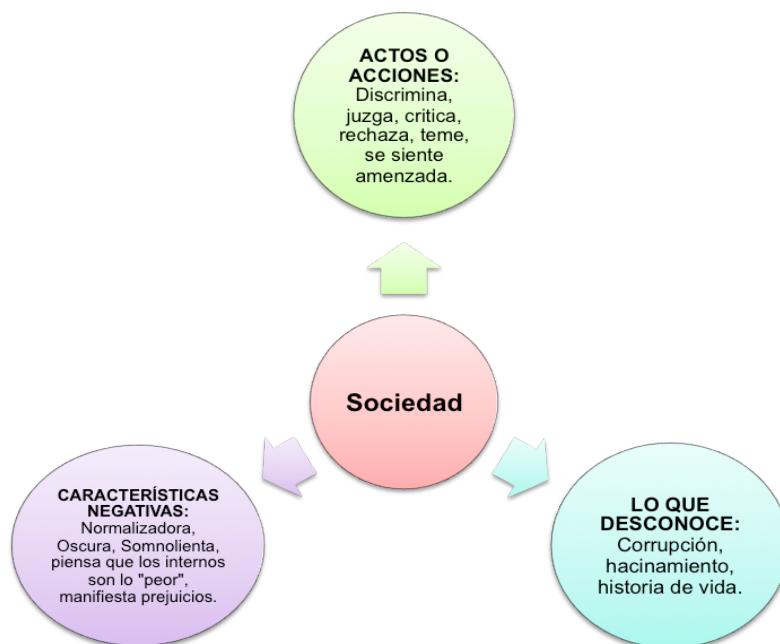 ACTOS O
ACCIONES:
Discrimina,
juzga, critica,
rechaza, teme,
se siente
amenzada.
Sociedad
CARACTERÍSTICAS
NEGATIVAS:
Normalizadora,
Oscura, Somnolienta,
piensa que los internos
son lo "peor",
manifiesta prejuicios.
LO QUE
DESCONOCE:
Corrupción,
hacinamiento,
historia de vida.